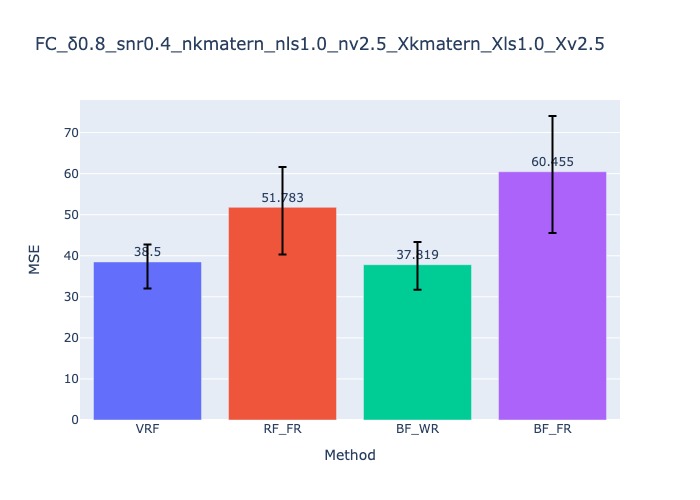 FC_δ0.8_snr0.4_nkmatern_nls1.0_nv2.5_Xkmatern_Xls1.0_Xv2.5
70
60
50
40
30
20
10
0
MSE
38.5
51.783
37.819
60.455
VRF
RF_FR
BF_WR
BF_FR
Method